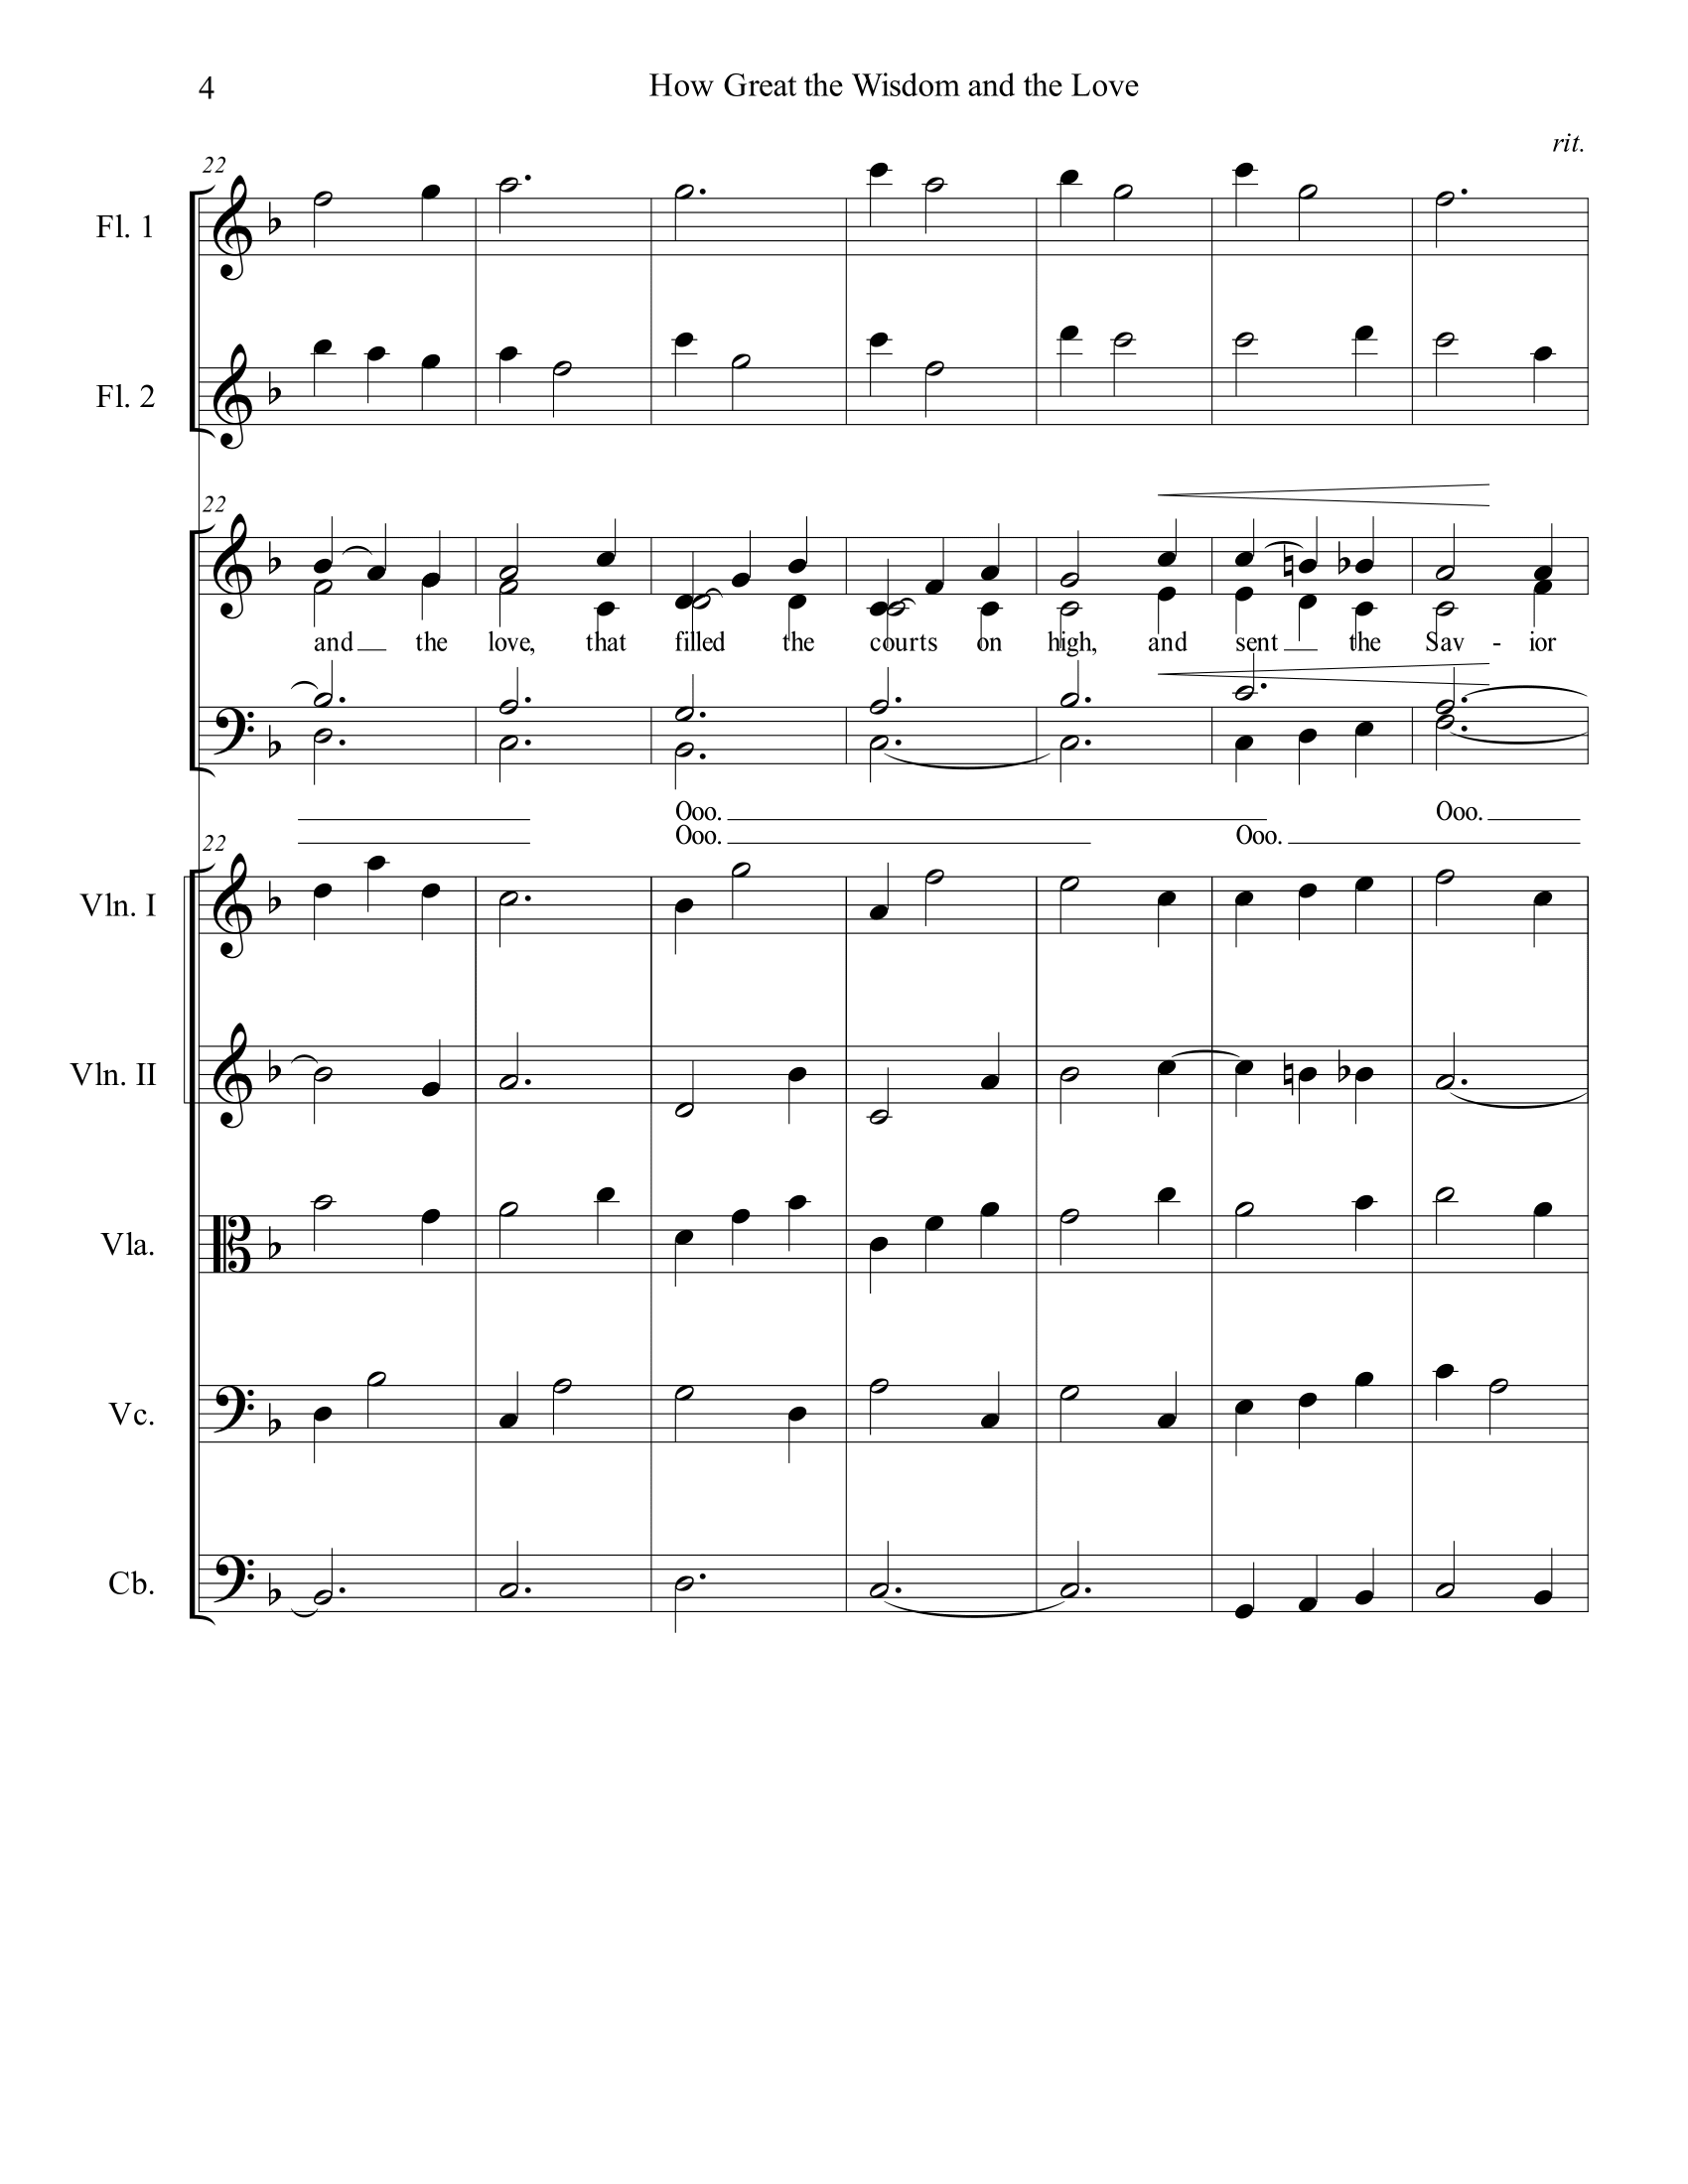 4
How Great the Wisdom and the Love
rit.
22
Fl. 1
Fl. 2
22
and the love, that filled the courts on high, and sent the Sav - ior
Ooo. Ooo.
Ooo. Ooo.
22
Vln. I
Vln. II
Vla.
Vc.
Cb.